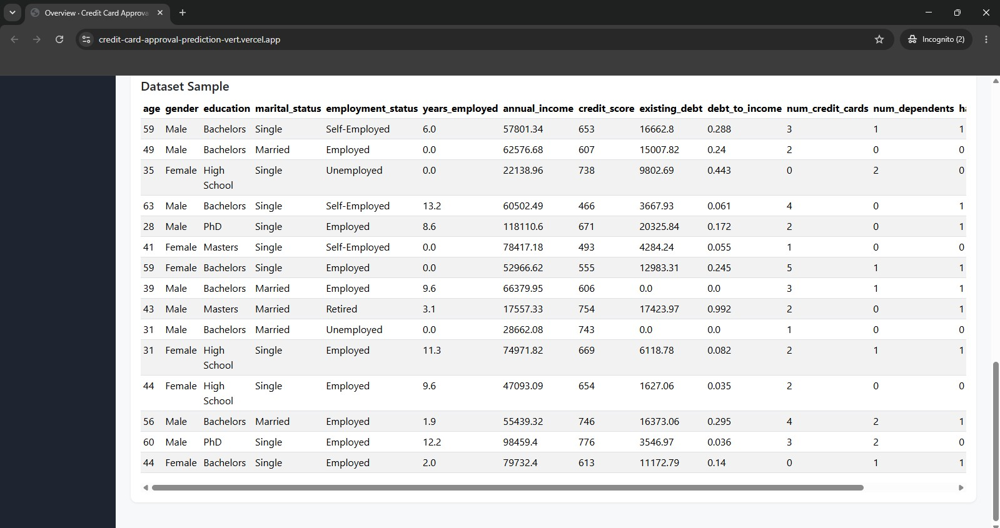 Overview · Credit Card Approva
credit-card-approval-prediction-vert.vercel.app
Incognito (2)
Dataset Sample
age gender education marital_status employment_status years_employed annual_income credit_score existing_debt debt_to_income num_credit_cards num_dependents ha
59 Male Bachelors Single Self-Employed 6.0 57801.34 653 16662.8 0.288 3 1 1
49 Male Bachelors Married Employed 0.0 62576.68 607 15007.82 0.24 2 0 0
35 Female High School Single Unemployed 0.0 22138.96 738 9802.69 0.443 0 2 0
63 Male Bachelors Single Self-Employed 13.2 60502.49 466 3667.93 0.061 4 0 1
28 Male PhD Single Employed 8.6 118110.6 671 20325.84 0.172 2 0 1
41 Female Masters Single Self-Employed 0.0 78417.18 493 4284.24 0.055 1 0 0
59 Female Bachelors Single Employed 0.0 52966.62 555 12983.31 0.245 5 1 1
39 Male Bachelors Married Employed 9.6 66379.95 606 0.0 0.0 3 1 1
43 Male Masters Married Retired 3.1 17557.33 754 17423.97 0.992 2 0 1
31 Male Bachelors Married Unemployed 0.0 28662.08 743 0.0 0.0 1 0 0
31 Female High School Single Employed 11.3 74971.82 669 6118.78 0.082 2 1 1
44 Female High School Single Employed 9.6 47093.09 654 1627.06 0.035 2 0 0
56 Male Bachelors Married Employed 1.9 55439.32 746 16373.06 0.295 4 2 1
60 Male PhD Single Employed 12.2 98459.4 776 3546.97 0.036 3 2 0
44 Female Bachelors Single Employed 2.0 79732.4 613 11172.79 0.14 0 1 1